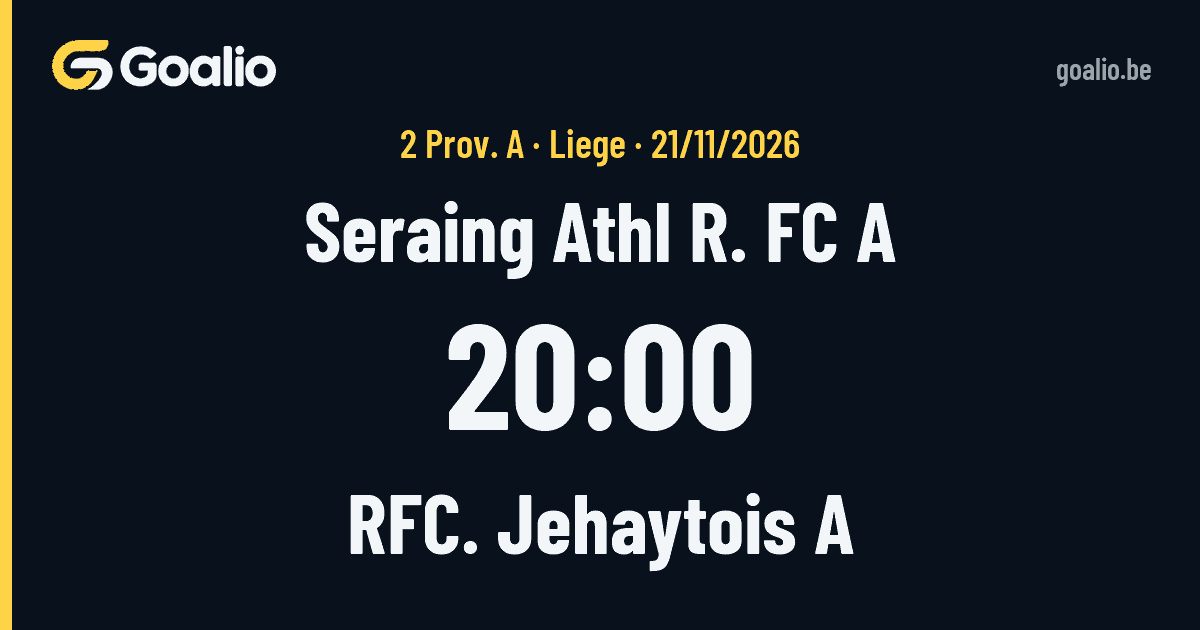 Goalio
goalio.be
2 Prov. A · Liege · 21/11/2026
Seraing Athl R. FC A
20:00
RFC. Jehaytois A